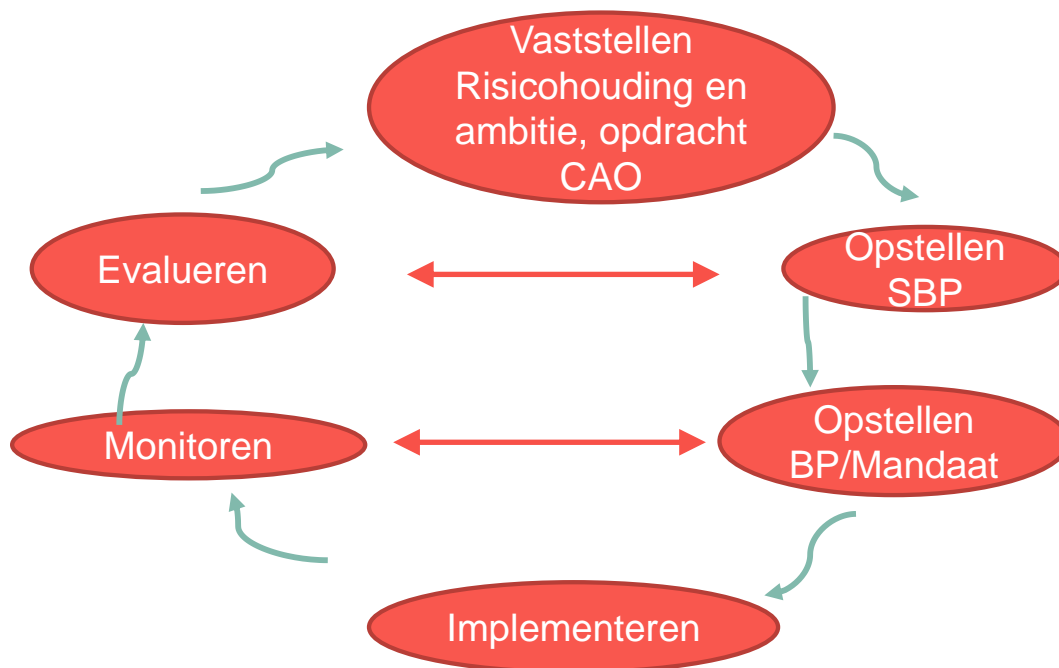 Vaststellen
Risicohouding en
ambitie, opdracht
CAO
Evalueren
Opstellen
SBP
Monitoren
Opstellen
BP/Mandaat
Implementeren